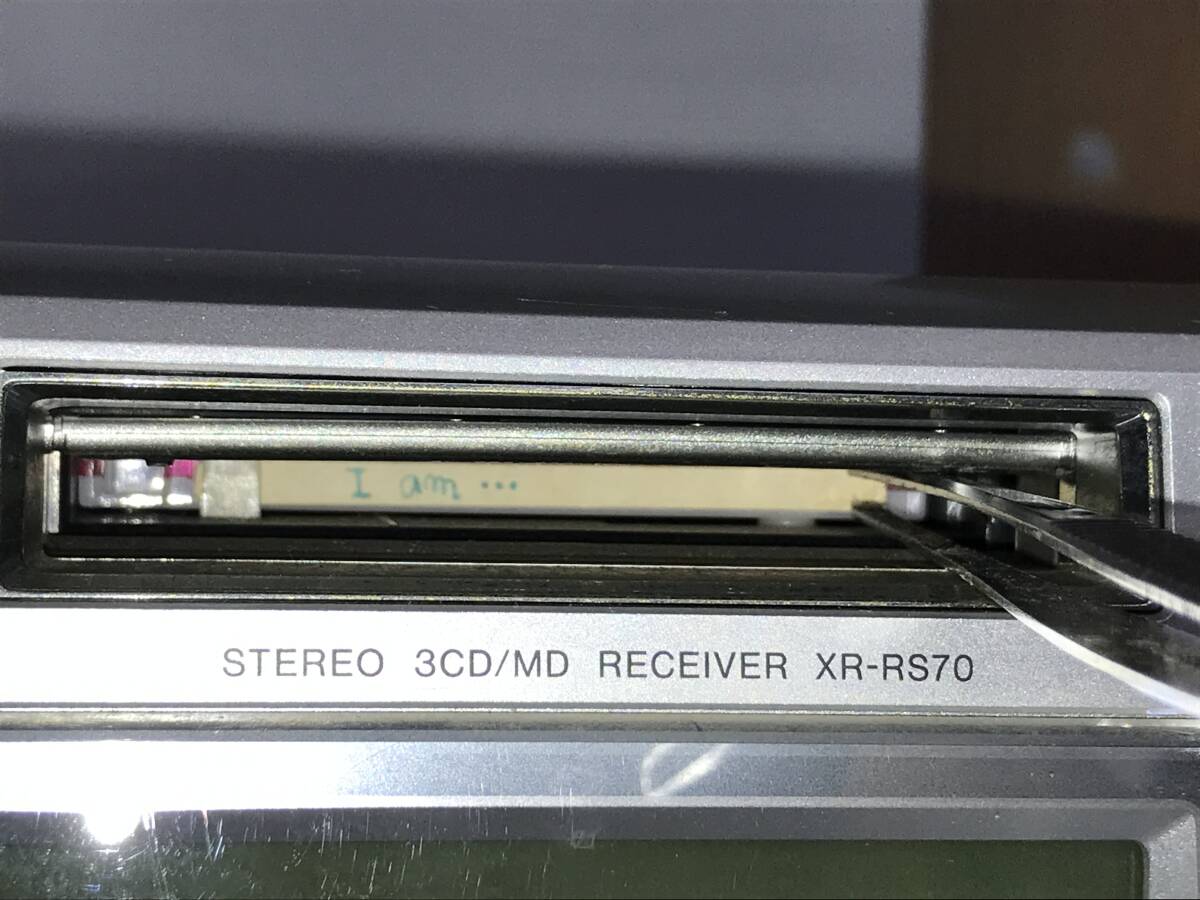 I am ...
STEREO 3CD/MD RECEIVER XR-RS70